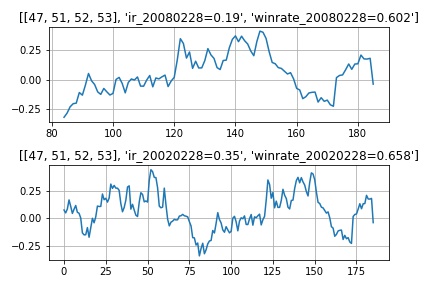 [[47, 51, 52, 53], 'ir_20080228=0.19', 'winrate_20080228=0.602']
0.25
0.00
−0.25
80 100 120 140 160 180
[[47, 51, 52, 53], 'ir_20020228=0.35', 'winrate_20020228=0.658']
0.25
0.00
−0.25
0 25 50 75 100 125 150 175